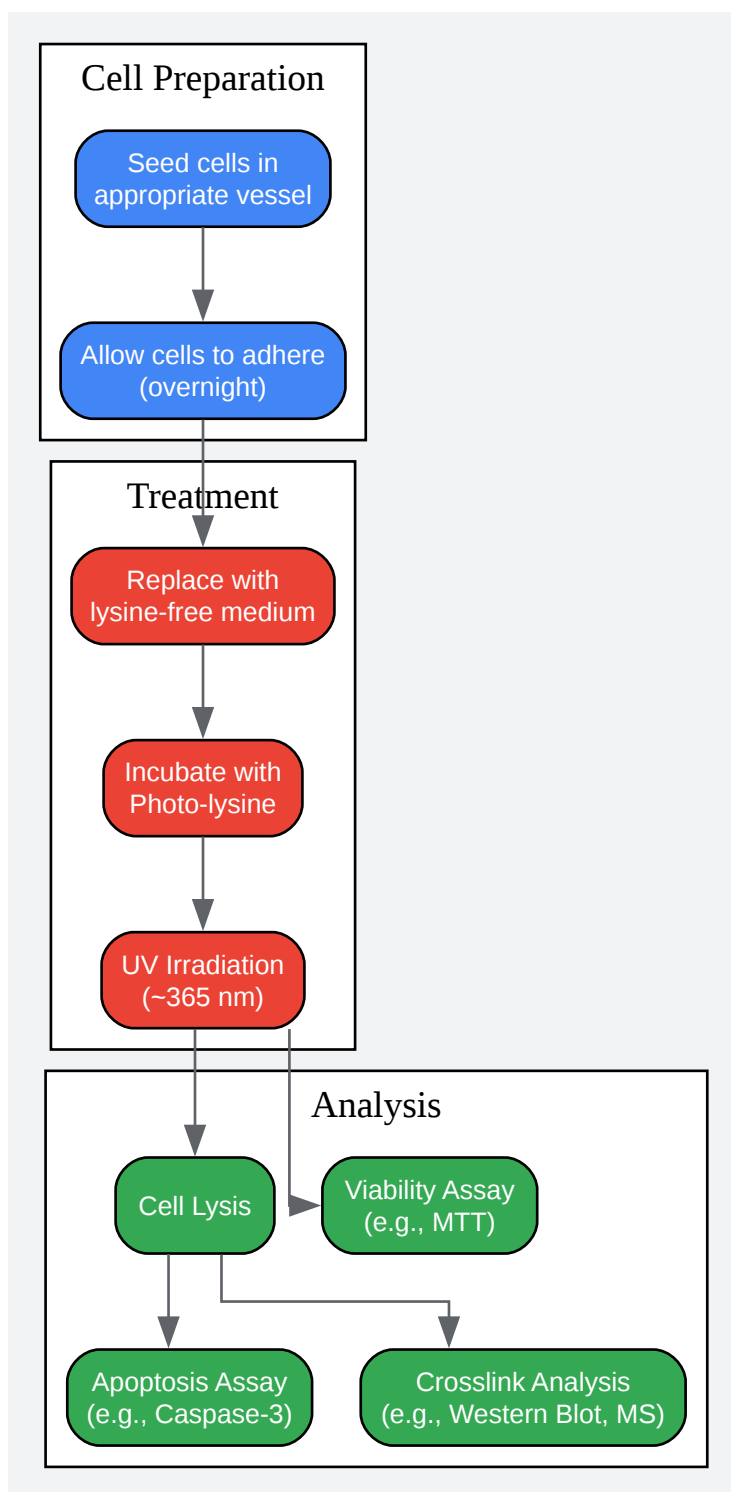 Cell Preparation
Seed cells in
appropriate vessel
Allow cells to adhere
(overnight)
Treatment
Replace with
lysine-free medium
Incubate with
Photo-lysine
UV Irradiation
(~365 nm)
Analysis
Cell Lysis
Viability Assay
(e.g., MTT)
Apoptosis Assay
(e.g., Caspase-3)
Crosslink Analysis
(e.g., Western Blot, MS)